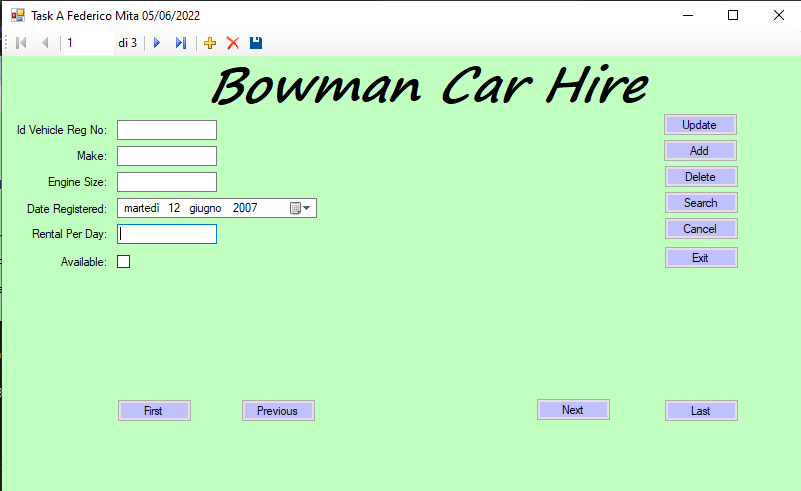 Task A Federico Mita 05/06/2022
1 di 3
Bowman Car Hire
Id Vehicle Reg No:
Update
Make:
Add
Engine Size:
Delete
Date Registered: martedì 12 giugno 2007
Search
Rental Per Day:
Cancel
Available:
Exit
First Previous Next Last